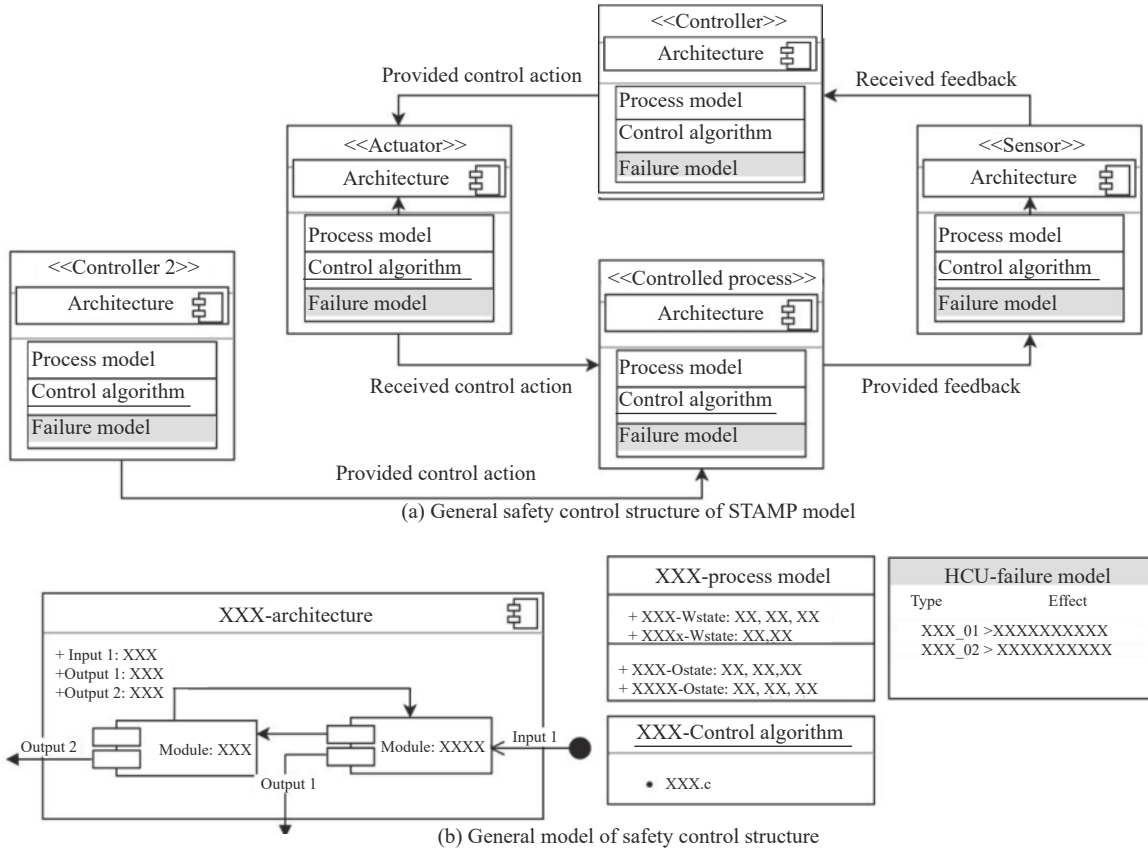 <<Controller>>
Architecture
Process model
Control algorithm
Failure model
Provided control action
Received feedback
<<Actuator>>
Architecture
Process model
Control algorithm
Failure model
<<Sensor>>
Architecture
Process model
Control algorithm
Failure model
<<Controller 2>>
Architecture
Process model
Control algorithm
Failure model
<<Controlled process>>
Architecture
Process model
Control algorithm
Failure model
Received control action
Provided feedback
Provided control action
(a) General safety control structure of STAMP model
XXX-architecture
+ Input 1: XXX
+Output 1: XXX
+Output 2: XXX
Module: XXX
Module: XXXX
Output 2
Input 1
Output 1
XXX-process model
+ XXX-Wstate: XX, XX, XX
+ XXXx-Wstate: XX,XX
+ XXX-Ostate: XX, XX,XX
+ XXXX-Ostate: XX, XX, XX
XXX-Control algorithm
• XXX.c
HCU-failure model
Type Effect
XXX_01 >XXXXXXXXXX
XXX_02 > XXXXXXXXXX
(b) General model of safety control structure